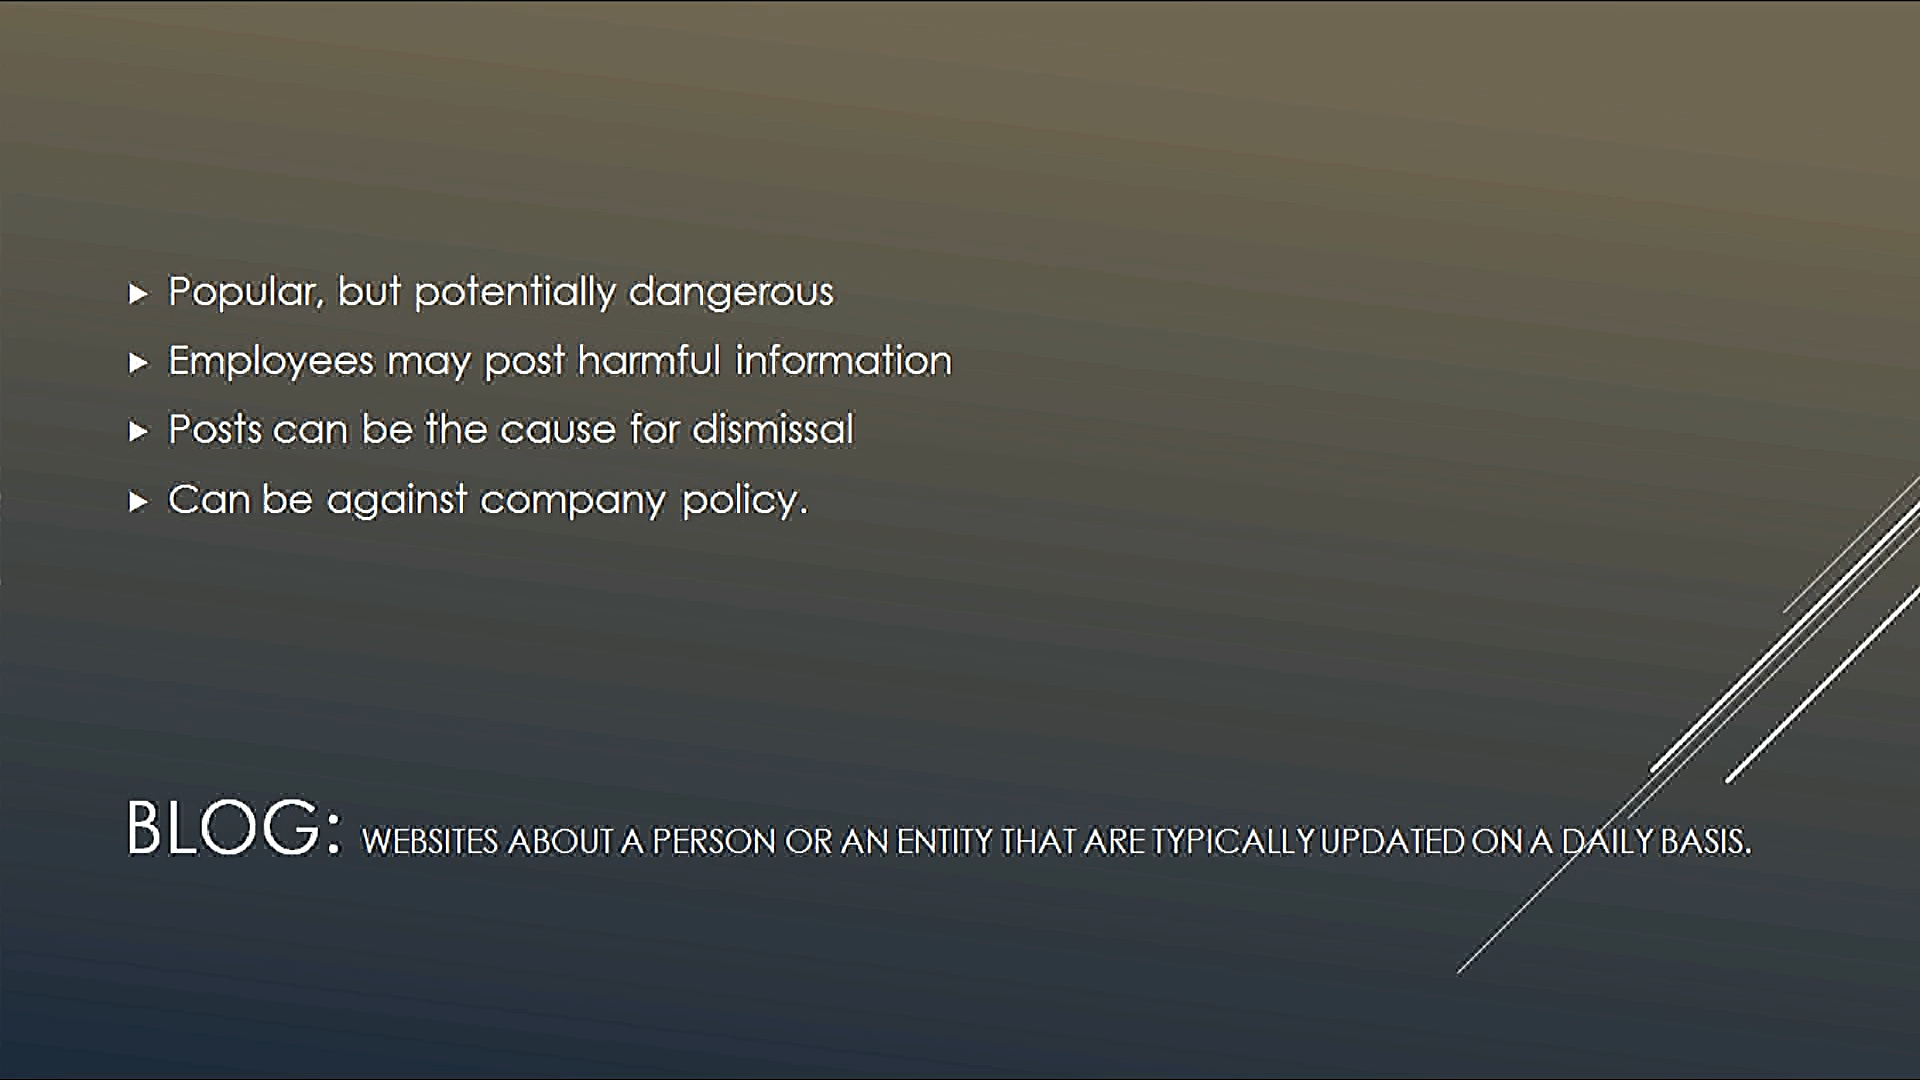 Popular, but potentially dangerous
Employees may post harmful information
Posts can be the cause for dismissal
Can be against company policy.
BLOG: WEBSITES ABOUT A PERSON OR AN ENTITY THAT ARE TYPICALLY UPDATED ON A DAILY BASIS.